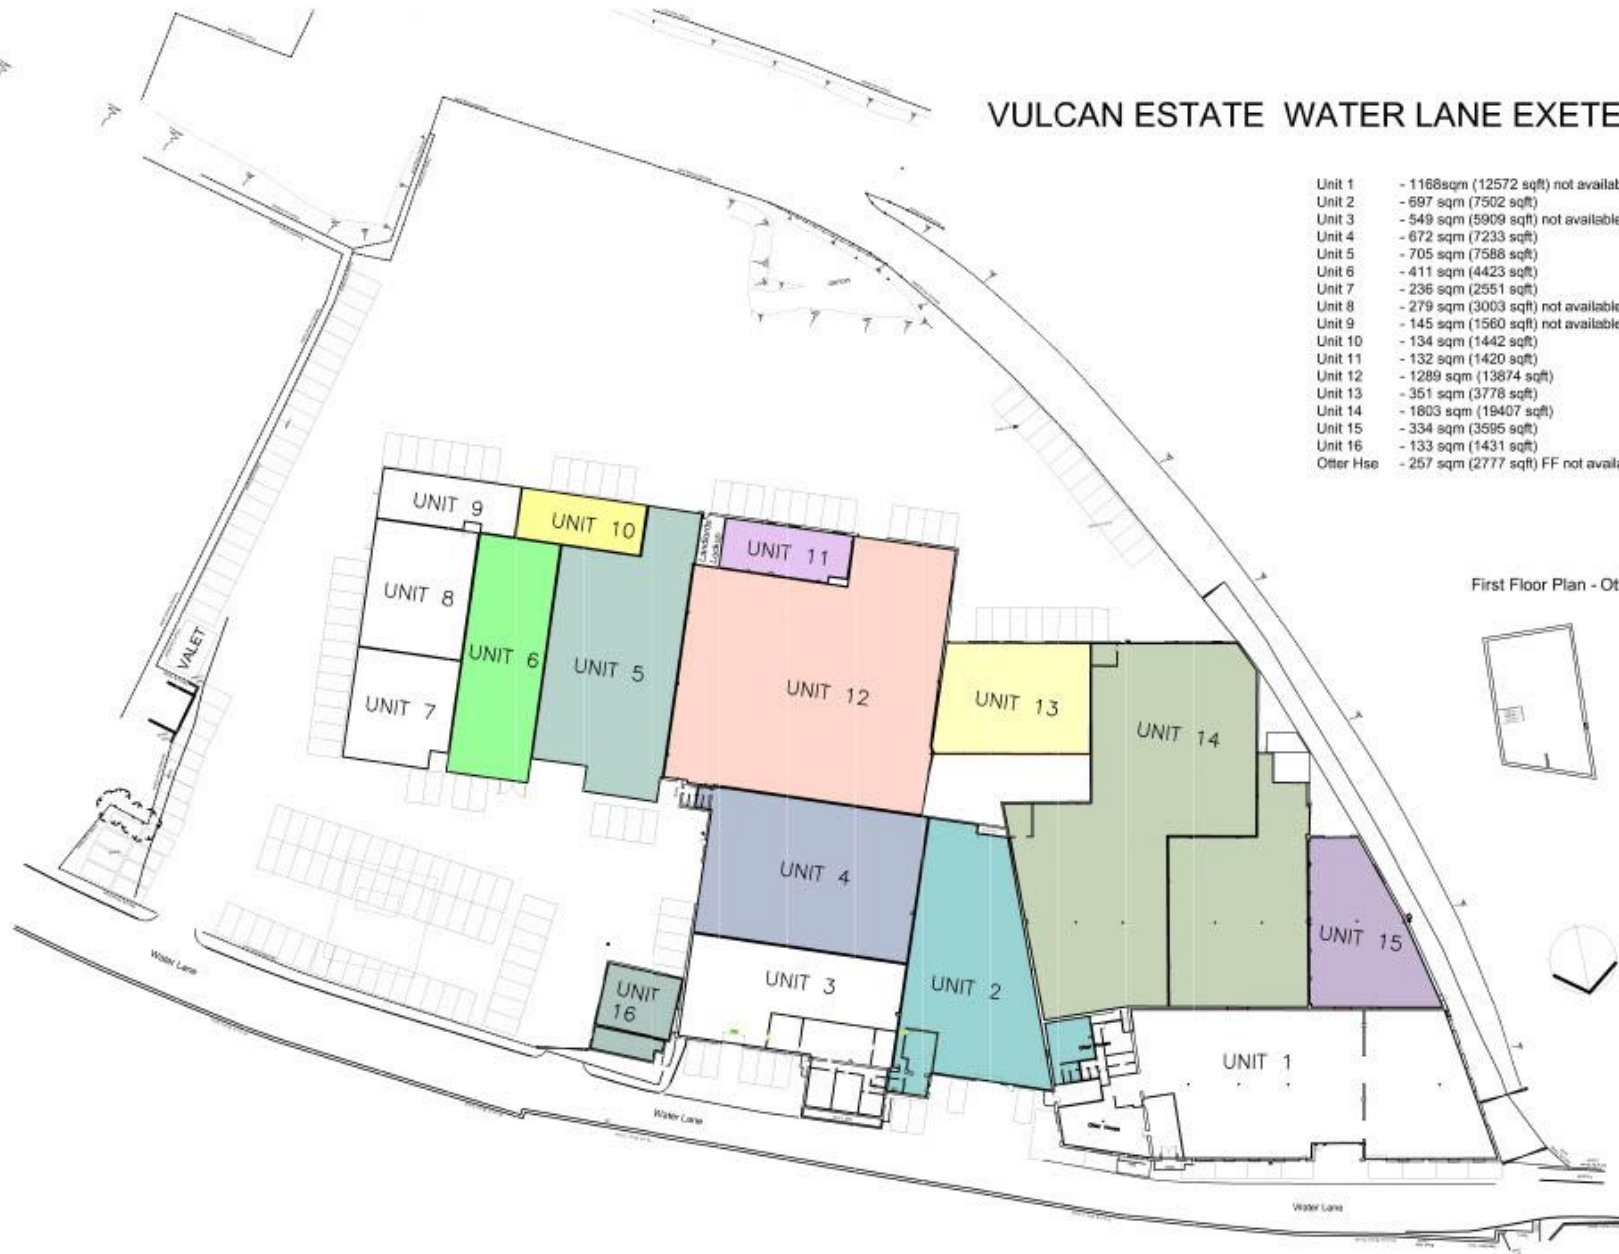 VULCAN ESTATE WATER LANE EXETE
Unit 1 - 1168sqm (12572 sqft) not availab
Unit 2 - 697 sqm (7502 sqft)
Unit 3 - 549 sqm (5909 sqft) not available
Unit 4 - 672 sqm (7233 sqft)
Unit 5 - 705 sqm (7588 sqft)
Unit 6 - 411 sqm (4423 sqft)
Unit 7 - 236 sqm (2551 sqft)
Unit 8 - 279 sqm (3003 sqft) not available
Unit 9 - 145 sqm (1560 sqft) not available
Unit 10 - 134 sqm (1442 sqft)
Unit 11 - 132 sqm (1420 sqft)
Unit 12 - 1289 sqm (13874 sqft)
Unit 13 - 351 sqm (3778 sqft)
Unit 14 - 1803 sqm (19407 sqft)
Unit 15 - 334 sqm (3595 sqft)
Unit 16 - 133 sqm (1431 sqft)
Otter Hse - 257 sqm (2777 sqft) FF not availa
First Floor Plan - Ot
UNIT 9
UNIT 10
Landlords
Lockup
UNIT 11
UNIT 8
UNIT 6
UNIT 5
UNIT 12
UNIT 7
UNIT 13
UNIT 14
VALET
UNIT 4
UNIT 15
UNIT 3
UNIT 2
UNIT
16
UNIT 1
Water Lane
Water Lane
Otter House
Water Lane